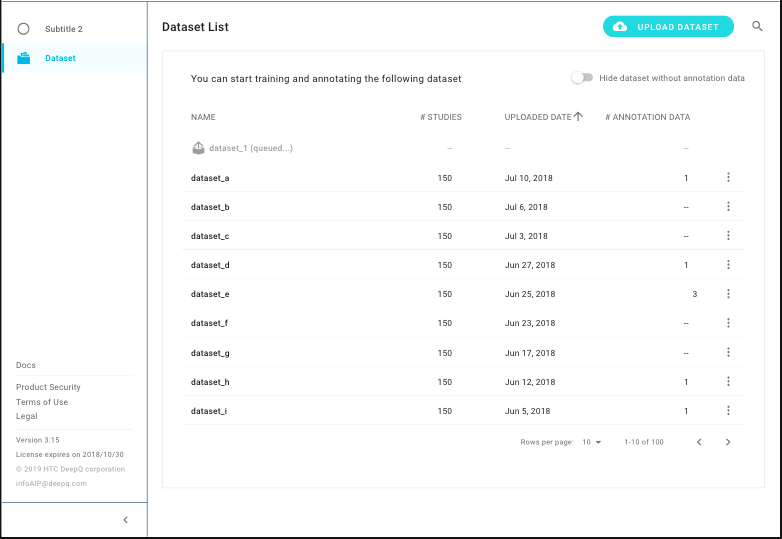 Subtitle 2
Dataset
Docs
Product Security
Terms of Use
Legal
Version 3.15
License expires on 2018/10/30
© 2019 HTC DeepQ corporation
infoAIP@deepq.com
Dataset List
UPLOAD DATASET
You can start training and annotating the following dataset
Hide dataset without annotation data
NAME # STUDIES UPLOADED DATE # ANNOTATION DATA
dataset_1 (queued...) -- -- --
dataset_a 150 Jul 10, 2018 1
dataset_b 150 Jul 6, 2018 --
dataset_c 150 Jul 3, 2018 --
dataset_d 150 Jun 27, 2018 1
dataset_e 150 Jun 25, 2018 3
dataset_f 150 Jun 23, 2018 --
dataset_g 150 Jun 17, 2018 --
dataset_h 150 Jun 12, 2018 1
dataset_i 150 Jun 5, 2018 1
Rows per page: 10 1-10 of 100